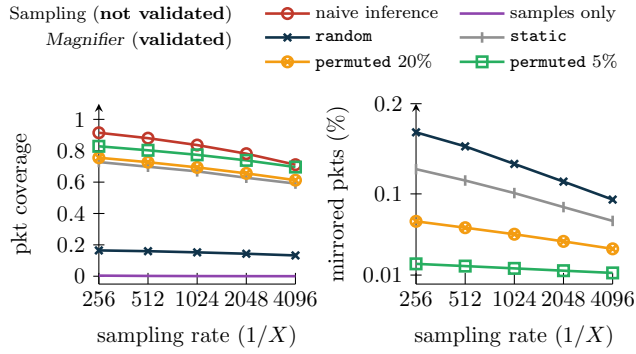 Sampling (not validated)
naive inference
samples only
Magnifier (validated)
random
static
permuted 20%
permuted 5%
pkt coverage
1
0.8
0.6
0.4
0.2
0
256 512 1024 2048 4096
sampling rate (1/X)
mirrored pkts (%)
0.2
0.1
0.01
256 512 1024 2048 4096
sampling rate (1/X)